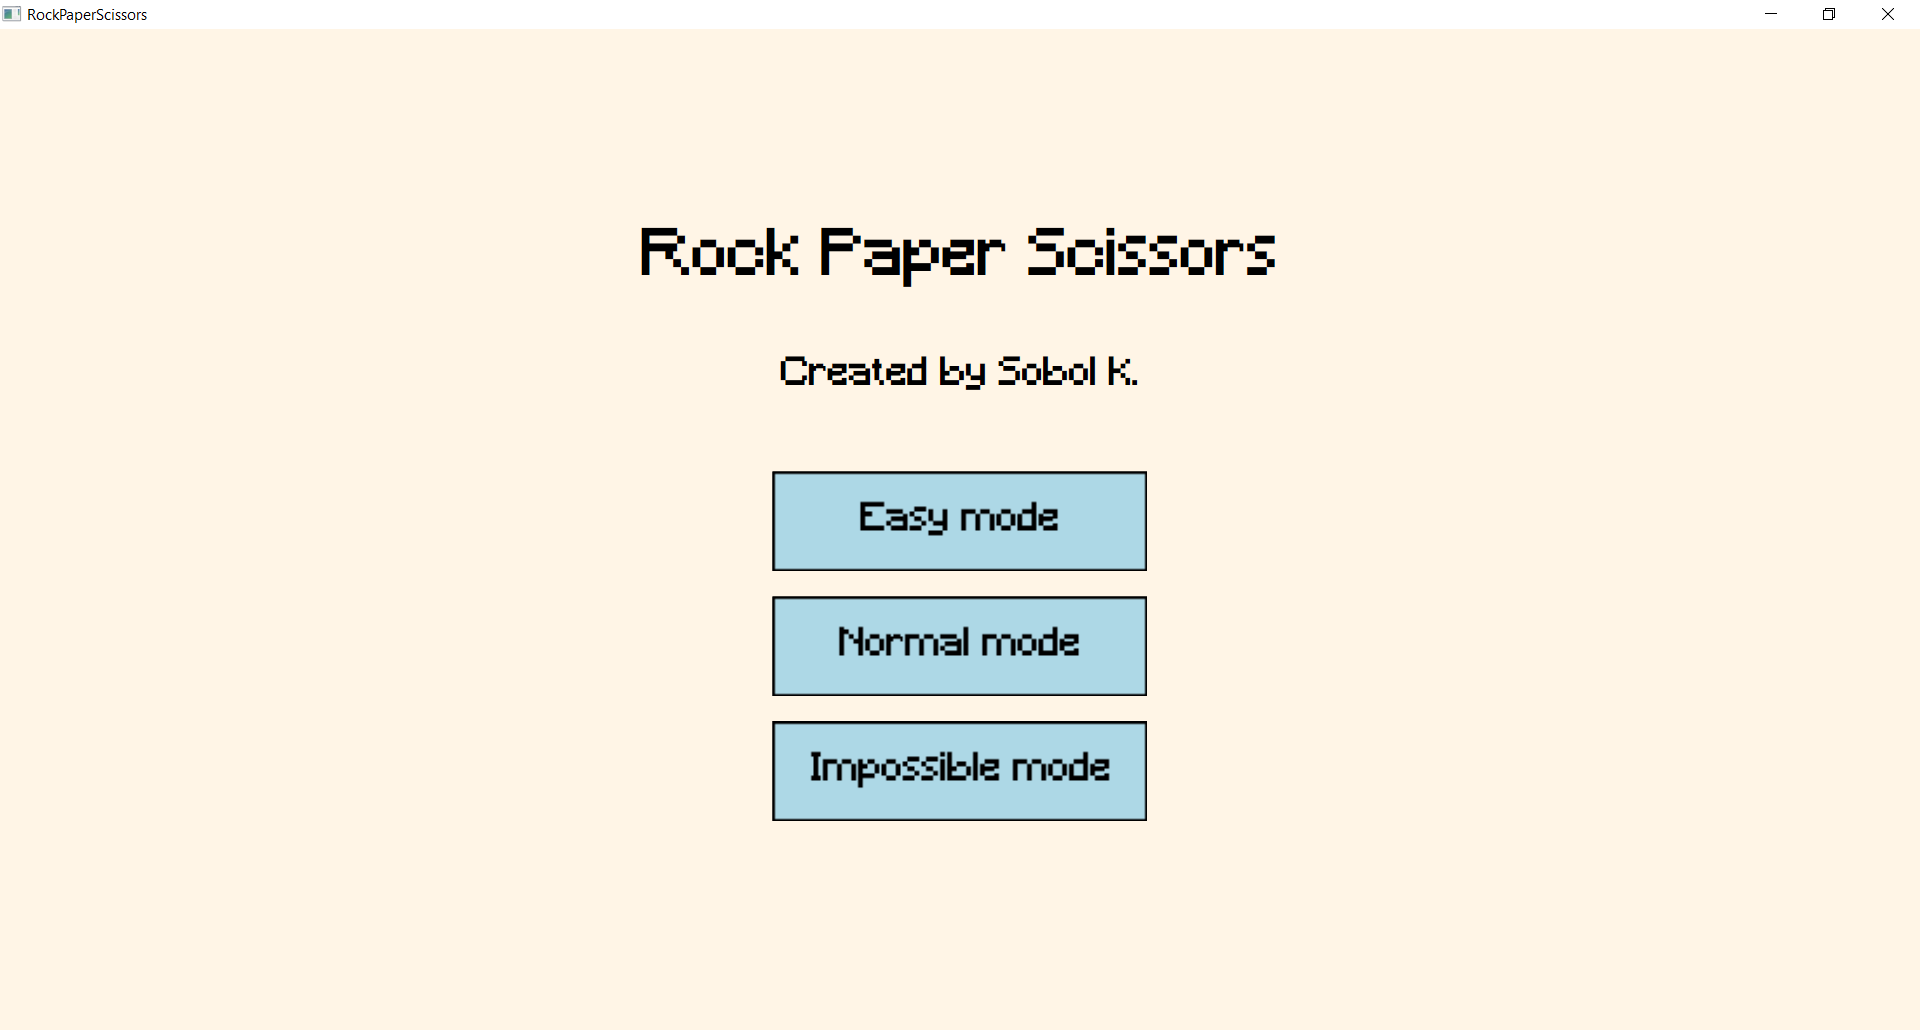 RockPaperScissors
Rock Paper Scissors
Created by Sobol K.
Easy mode
Normal mode
Impossible mode